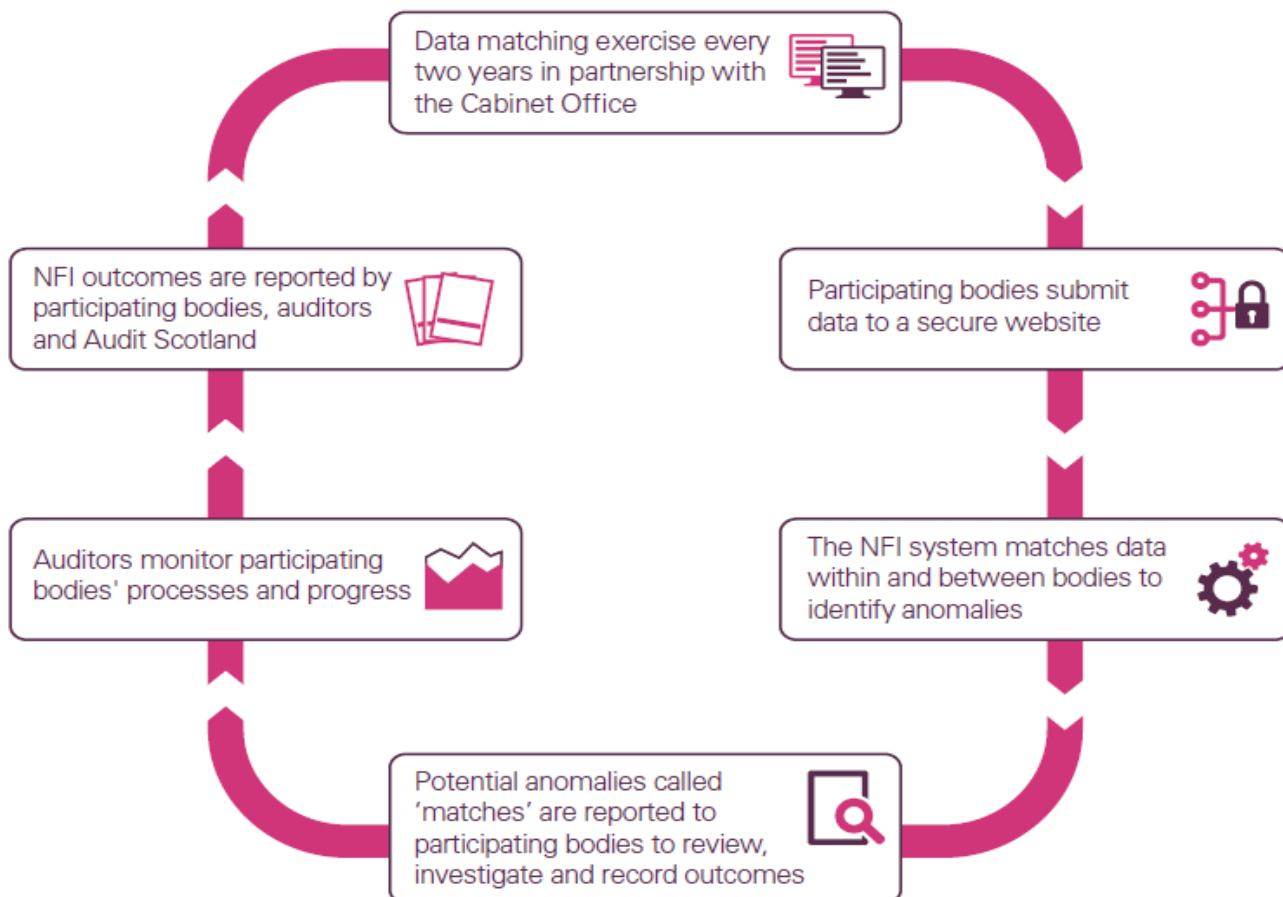 Data matching exercise every
two years in partnership with
the Cabinet Office
Participating bodies submit
data to a secure website
The NFI system matches data
within and between bodies to
identify anomalies
Potential anomalies called
‘matches’ are reported to
participating bodies to review,
investigate and record outcomes
Auditors monitor participating
bodies' processes and progress
NFI outcomes are reported by
participating bodies, auditors
and Audit Scotland